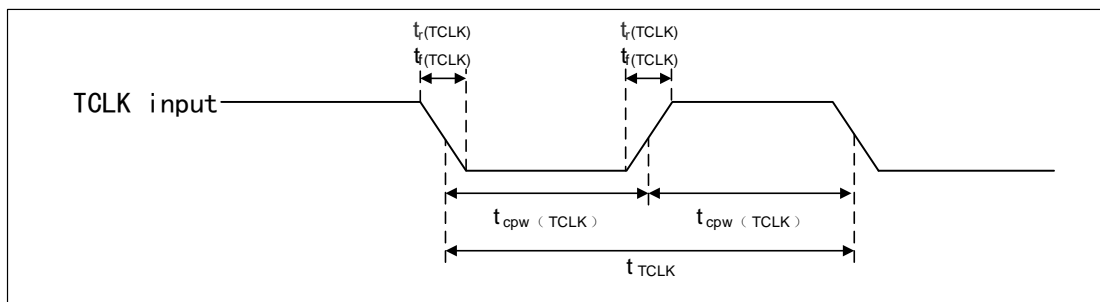 tr(TCLK) tr(TCLK)
tf(TCLK) tf(TCLK)
TCLK input
tcpw（TCLK） tcpw（TCLK）
tTCLK